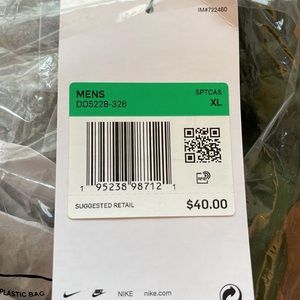 IM#722460
MENS SPTCAS
DD5228-326 XL
1 95238 98712 1
RFID
SUGGESTED RETAIL $40.00
NIKE nike.com
PLASTIC BAG